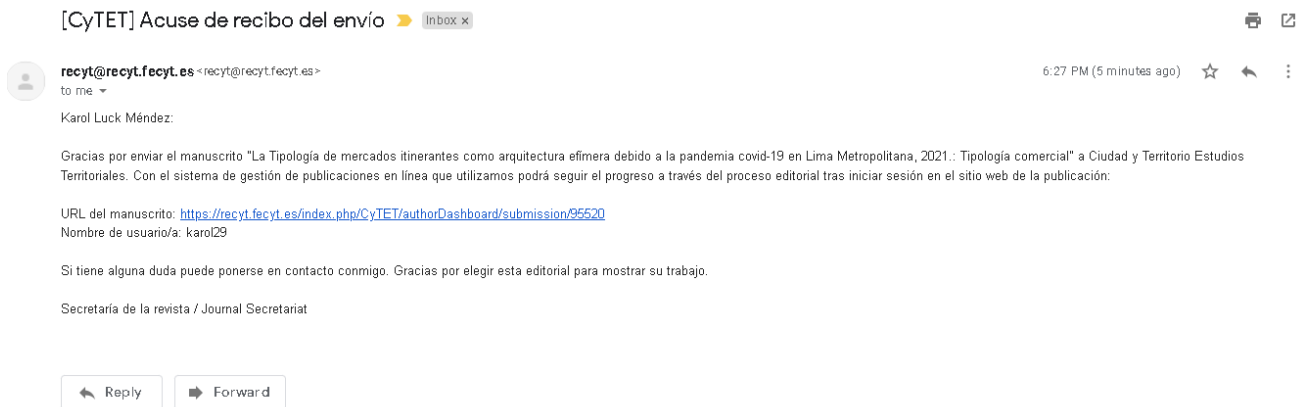 [CyTET] Acuse de recibo del envío Inbox x
recyt@recyt.fecyt.es <recyt@recyt.fecyt.es> 6:27 PM (5 minutes ago)
to me
Karol Luck Méndez:
Gracias por enviar el manuscrito "La Tipología de mercados itinerantes como arquitectura efímera debido a la pandemia covid-19 en Lima Metropolitana, 2021.: Tipología comercial" a Ciudad y Territorio Estudios
Territoriales. Con el sistema de gestión de publicaciones en línea que utilizamos podrá seguir el progreso a través del proceso editorial tras iniciar sesión en el sitio web de la publicación:
URL del manuscrito: https://recyt.fecyt.es/index.php/CyTET/authorDashboard/submission/95520
Nombre de usuario/a: karol29
Si tiene alguna duda puede ponerse en contacto conmigo. Gracias por elegir esta editorial para mostrar su trabajo.
Secretaría de la revista / Journal Secretariat
Reply Forward